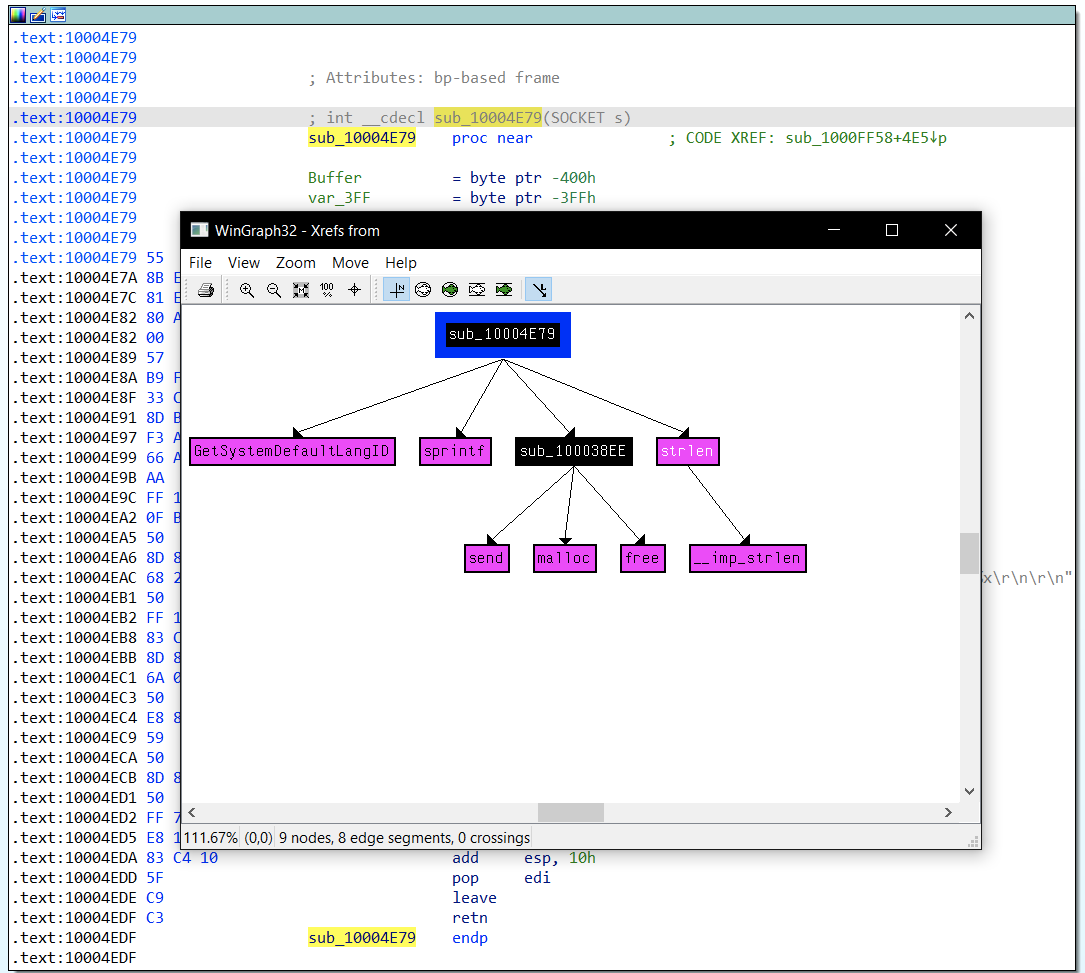 .text:10004E79
.text:10004E79
.text:10004E79 ; Attributes: bp-based frame
.text:10004E79
.text:10004E79 ; int __cdecl sub_10004E79(SOCKET s)
.text:10004E79 sub_10004E79 proc near ; CODE XREF: sub_1000FF58+4E5↓p
.text:10004E79
.text:10004E79 Buffer = byte ptr -400h
.text:10004E79 var_3FF = byte ptr -3FFh
.text:10004E79
.text:10004E79
.text:10004E79 55
.text:10004E7A 8B
.text:10004E7C 81
.text:10004E82 80
.text:10004E82 00
.text:10004E89 57
.text:10004E8A B9
.text:10004E8F 33
.text:10004E91 8D
.text:10004E97 F3
.text:10004E99 66
.text:10004E9B AA
.text:10004E9C FF
.text:10004EA2 0F
.text:10004EA5 50
.text:10004EA6 8D
.text:10004EAC 68 x\r\n\r\n"
.text:10004EB1 50
.text:10004EB2 FF
.text:10004EB8 83
.text:10004EBB 8D
.text:10004EC1 6A
.text:10004EC3 50
.text:10004EC4 E8
.text:10004EC9 59
.text:10004ECA 50
.text:10004ECB 8D
.text:10004ED1 50
.text:10004ED2 FF
.text:10004ED5 E8
.text:10004EDA 83 C4 10 add esp, 10h
.text:10004EDD 5F pop edi
.text:10004EDE C9 leave
.text:10004EDF C3 retn
.text:10004EDF sub_10004E79 endp
.text:10004EDF
WinGraph32 - Xrefs from
File View Zoom Move Help
100 %
N
sub_10004E79
GetSystemDefaultLangID sprintf sub_100038EE strlen
send malloc free __imp_strlen
111.67% (0,0) 9 nodes, 8 edge segments, 0 crossings